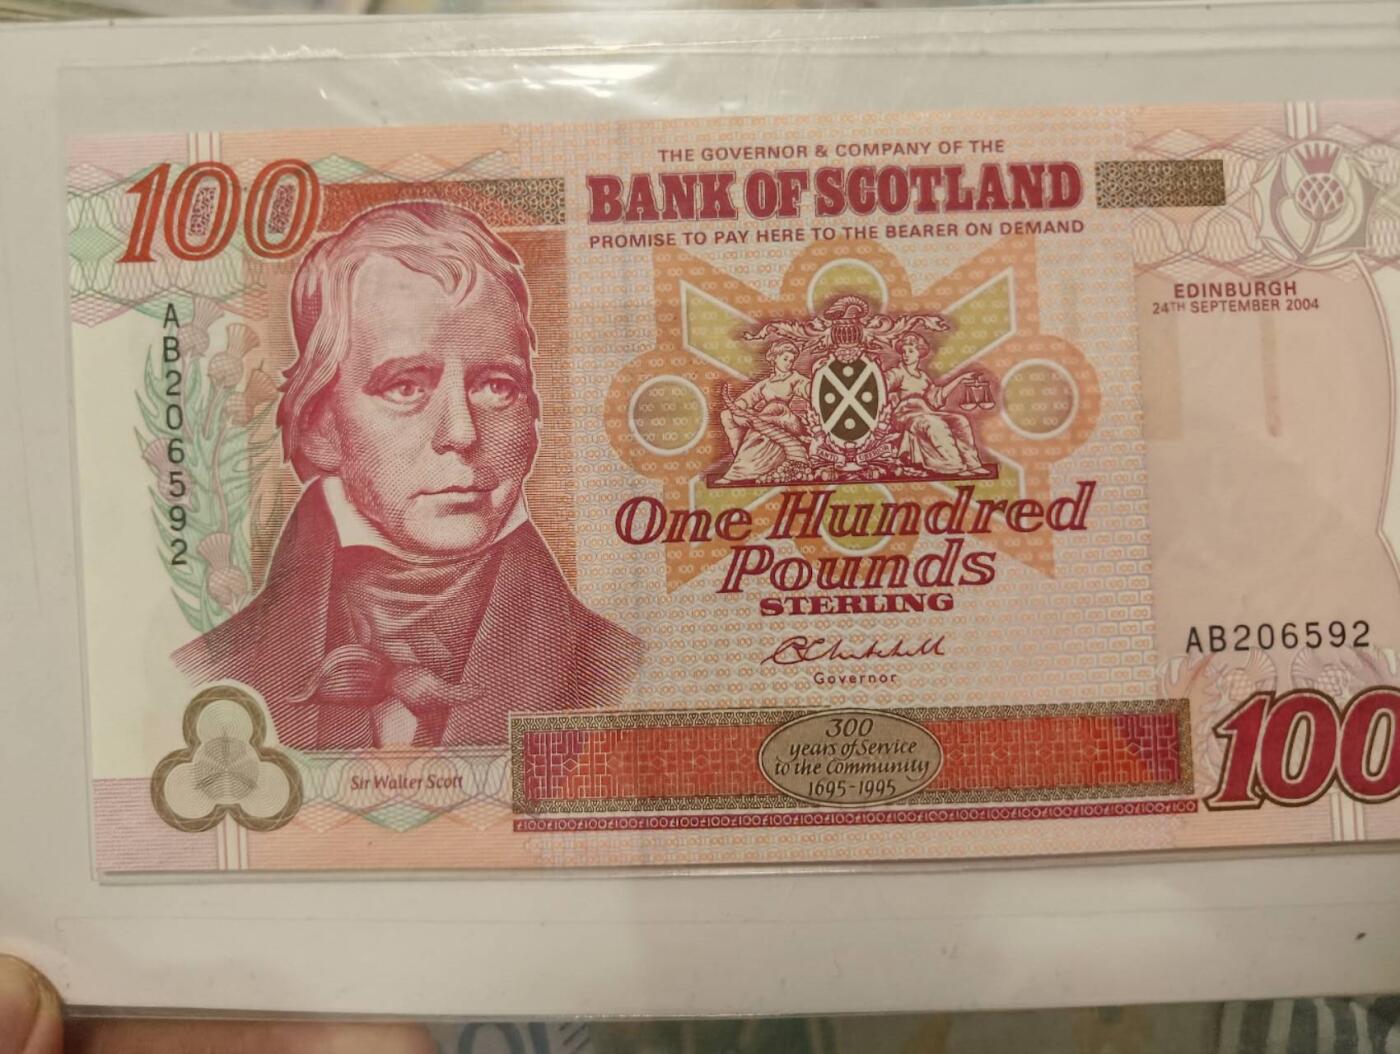 100
THE GOVERNOR & COMPANY OF THE
BANK OF SCOTLAND
PROMISE TO PAY HERE TO THE BEARER ON DEMAND
EDINBURGH
24TH SEPTEMBER 2004
AB206592
One Hundred
Pounds
STERLING
Governor
AB206592
300
years of Service
to the Community
1695-1995
Sir Walter Scott
100